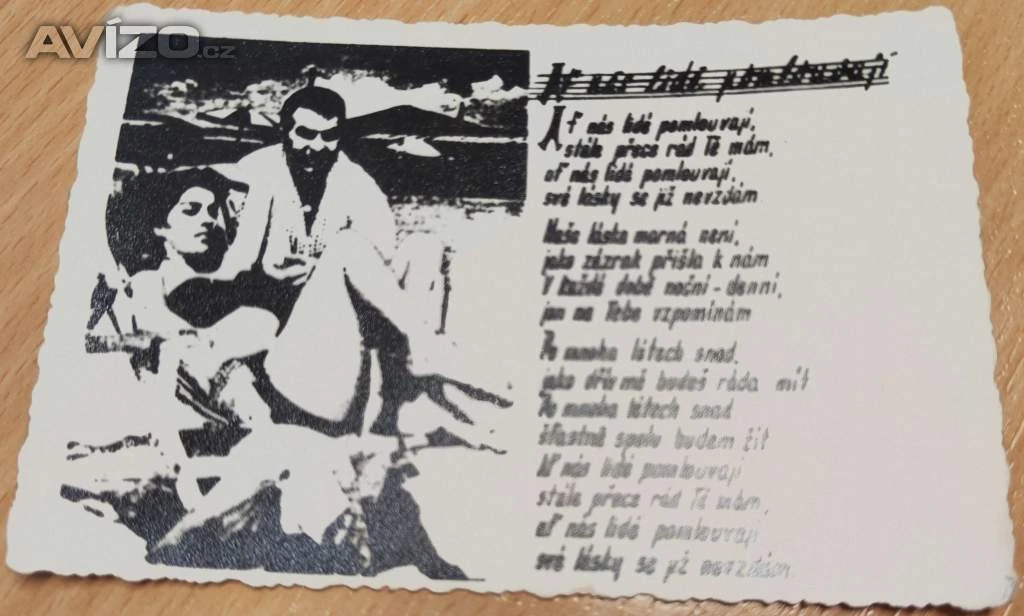 AVÍZO.cz
Ať nás lidé pomlouvají
Ať nás lidé pomlouvají,
stále přece rád Tě mám,
ať nás lidé pomlouvají,
své lásky se již nevzdám
Naše láska marná není,
jako zázrak přišla k nám
V každé době noční - denní,
jen na Tebe vzpomínám
Po mnoha létech snad,
jako dřív mě budeš ráda mít
Po mnoha létech snad
šťastně spolu budem žít
Ať nás lidé pomlouvají
stále přece rád Tě mám,
ať nás lidé pomlouvají
své lásky se již nevzdám.